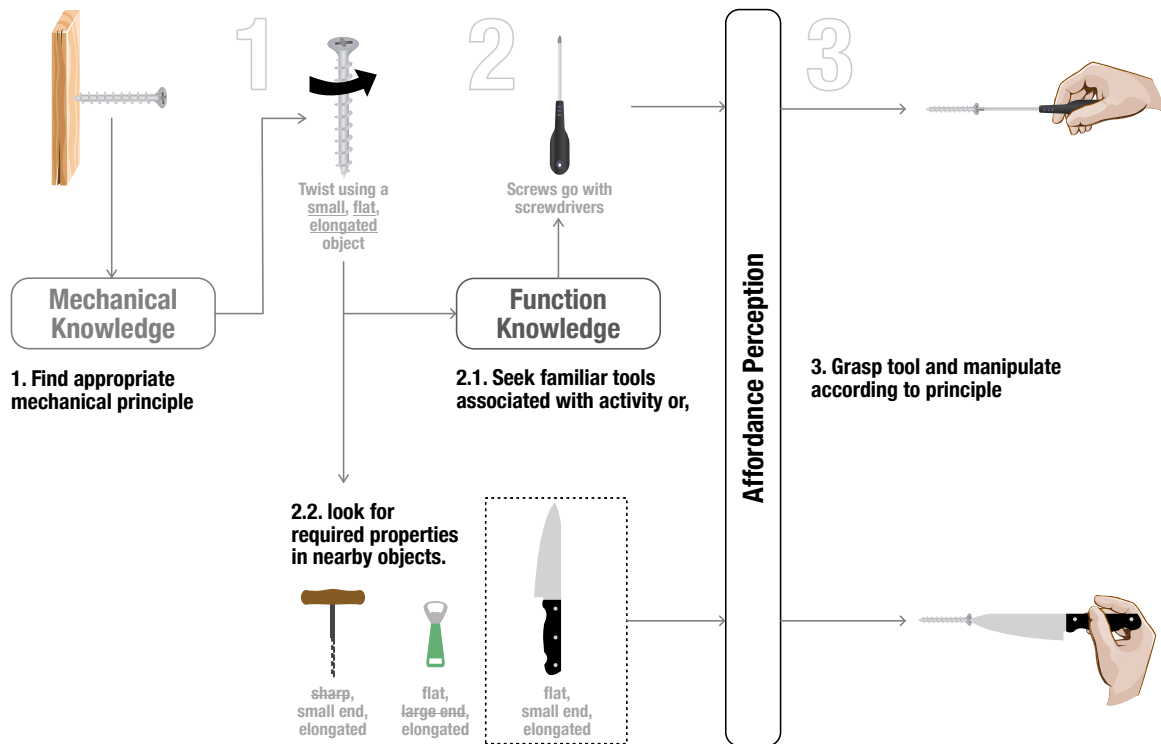 1
2
3
Twist using a
small, flat,
elongated
object
Screws go with
screwdrivers
Mechanical
Knowledge
Function
Knowledge
Affordance Perception
1. Find appropriate
mechanical principle
2.1. Seek familiar tools
associated with activity or,
3. Grasp tool and manipulate
according to principle
2.2. look for
required properties
in nearby objects.
sharp,
small end,
elongated
flat,
large end,
elongated
flat,
small end,
elongated